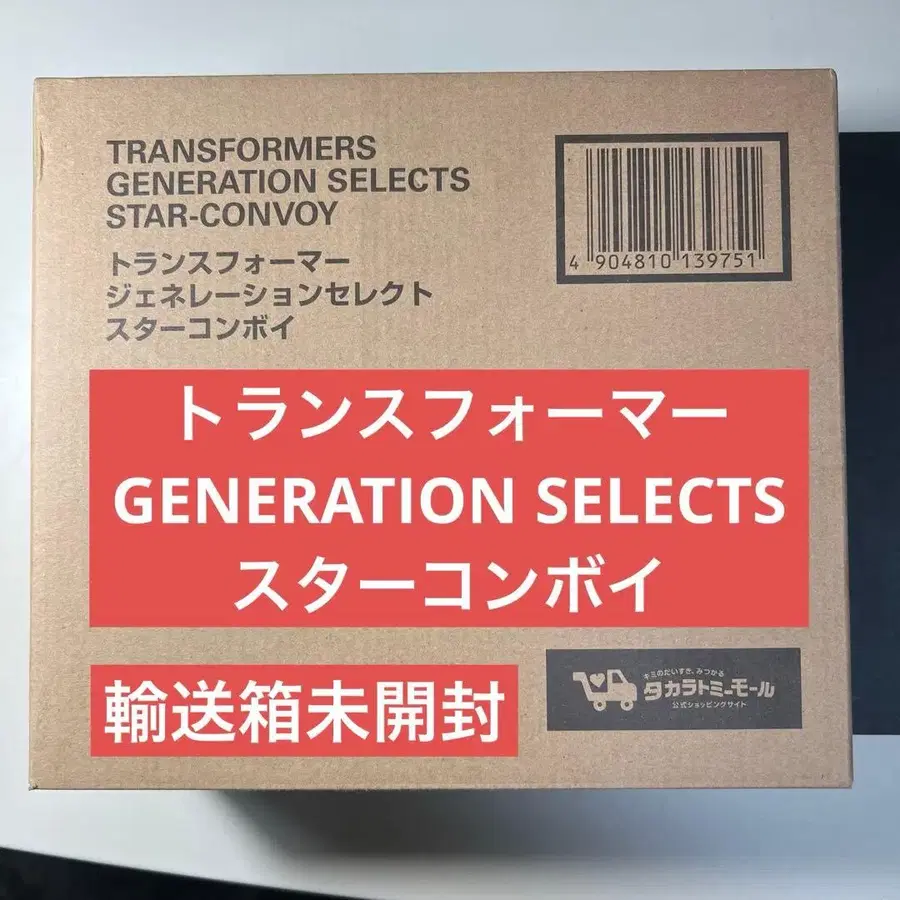 TRANSFORMERS
GENERATION SELECTS
STAR-CONVOY
トランスフォーマー
ジェネレーションセレクト
スターコンボイ
4 904810 139751
トランスフォーマー
GENERATION SELECTS
スターコンボイ
輸送箱未開封
キミのだいすき、みつかる
タカラトミーモール
公式ショッピングサイト